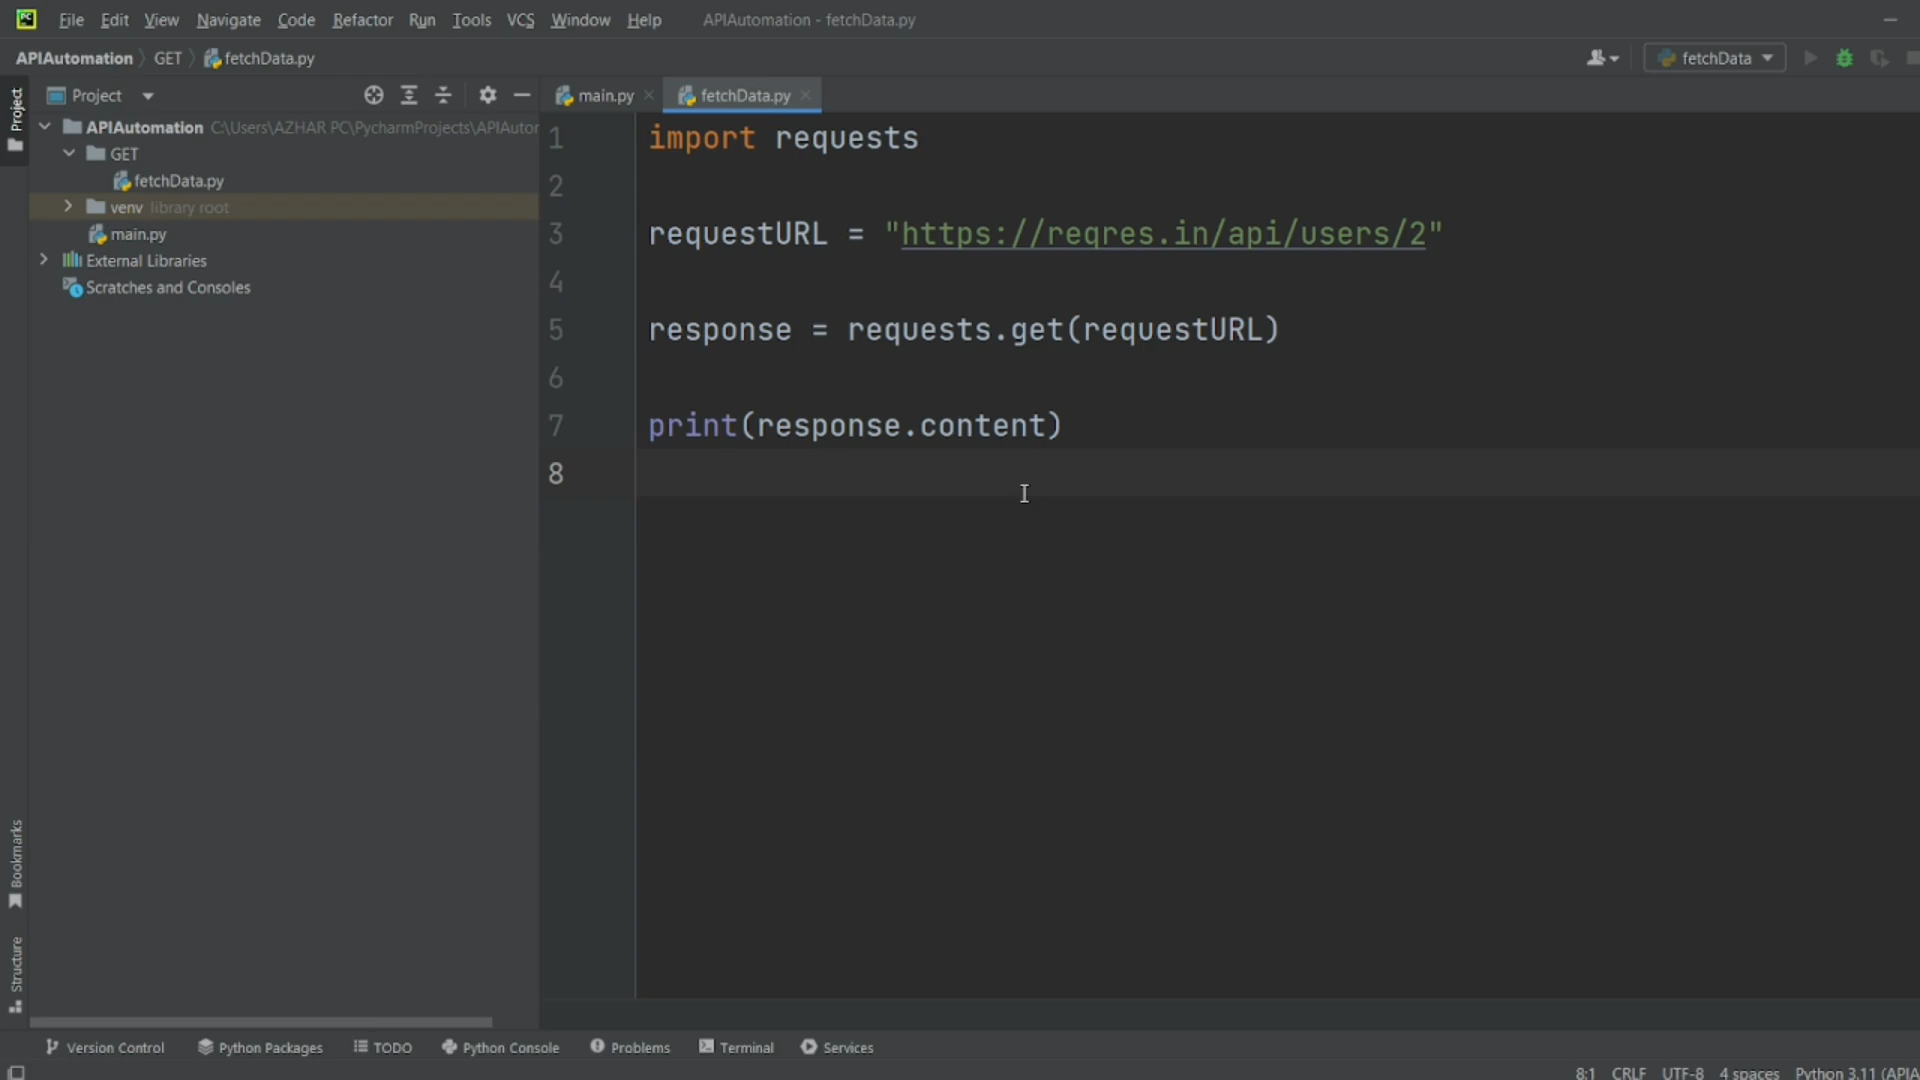 File Edit View Navigate Code Refactor Run Tools VCS Window Help APIAutomation - fetchData.py
APIAutomation GET fetchData.py fetchData
Project
Project
main.py
fetchData.py
APIAutomation C:\Users\AZHAR PC\PycharmProjects\APIAutor
GET
fetchData.py
venv library root
main.py
External Libraries
Scratches and Consoles
1 import requests
2
3 requestURL = "https://reqres.in/api/users/2"
4
5 response = requests.get(requestURL)
6
7 print(response.content)
8
Bookmarks
Structure
Version Control Python Packages TODO Python Console Problems Terminal Services
8:1 CRLF UTF-8 4 spaces Python 3.11 (APIA